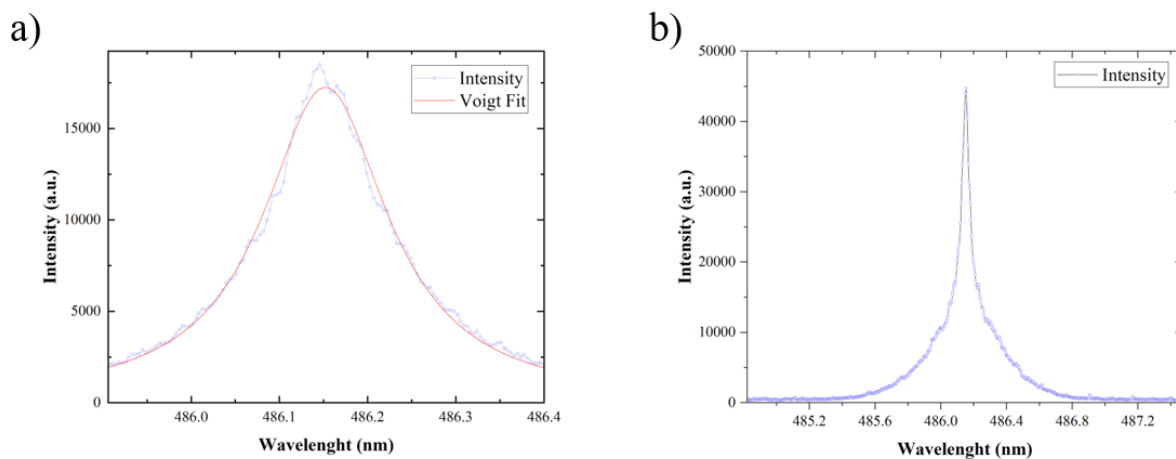 a)
Intensity
Voigt Fit
15000
10000
5000
0
Intensity (a.u.)
486.0
486.1
486.2
486.3
486.4
Wavelenght (nm)
b)
Intensity
50000
40000
30000
20000
10000
0
Intensity (a.u.)
485.2
485.6
486.0
486.4
486.8
487.2
Wavelenght (nm)